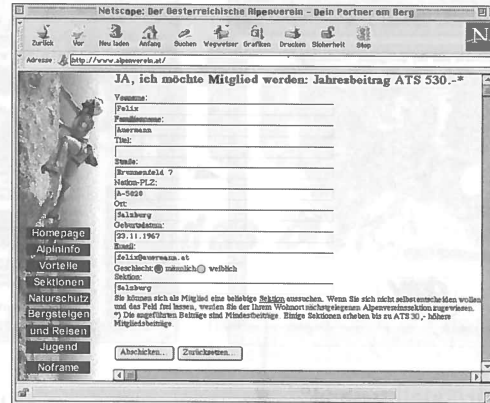 Netscape: Der Oesterreichische Alpenverein - Dein Partner am Berg
Zurück Vor Neu laden Anfang Suchen Wegweiser Grafiken Drucken Sicherheit Stop
N
Adresse: http://www.alpenverein.at/
JA, ich möchte Mitglied werden: Jahresbeitrag ATS 530.-*
Vorname:
Felix
Familienname:
Auermann
Titel:
Straße:
Brunnenfeld 7
Nation-PLZ:
A-5020
Ort:
Salzburg
Geburtsdatum:
23.11.1967
Email:
felix@auermann.at
Geschlecht: männlich weiblich
Sektion:
Salzburg
Sie können sich als Mitglied eine beliebige Sektion aussuchen. Wenn Sie sich nicht selbst entscheiden wollen
und das Feld frei lassen, werden Sie der Ihrem Wohnort nächstgelegenen Alpenvereinssektion zugewiesen.
*) Die angeführten Beiträge sind Mindestbeiträge. Einige Sektionen erheben bis zu ATS 30,- höhere
Mitgliedsbeiträge.
Abschicken... Zurücksetzen...
Homepage
AlpinInfo
Vorteile
Sektionen
Naturschutz
Bergsteigen
und Reisen
Jugend
Noframe